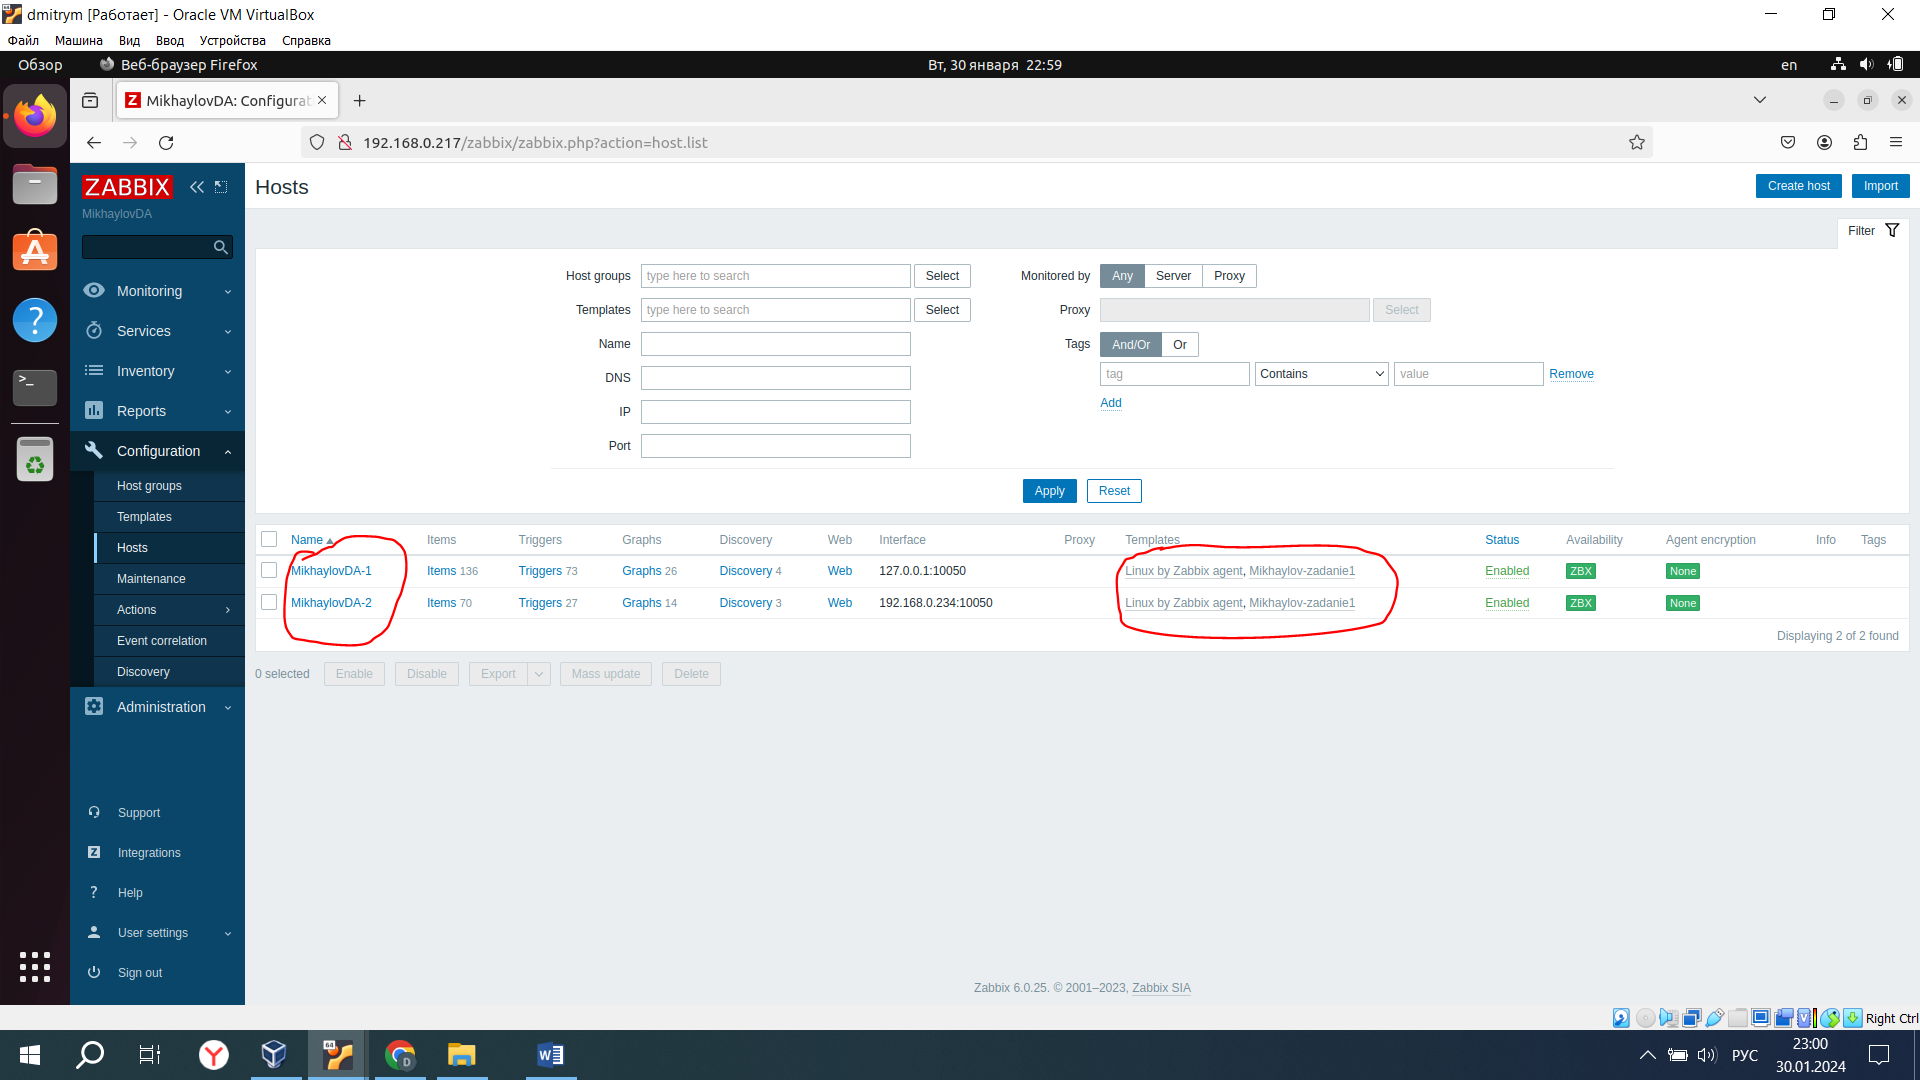 dmitrym [Работает] - Oracle VM VirtualBox
Файл Машина Вид Ввод Устройства Справка
Обзор Веб-браузер Firefox Вт, 30 января 22:59 en
MikhaylovDA: Configurat
192.168.0.217/zabbix/zabbix.php?action=host.list
ZABBIX
MikhaylovDA
Monitoring
Services
Inventory
Reports
Configuration
Host groups
Templates
Hosts
Maintenance
Actions
Event correlation
Discovery
Administration
Support
Integrations
Help
User settings
Sign out
Hosts Create host Import
Filter
Host groups type here to search Select Monitored by Any Server Proxy
Templates type here to search Select Proxy Select
Name Tags And/Or Or
DNS tag Contains value Remove
IP Add
Port
Apply Reset
Name Items Triggers Graphs Discovery Web Interface Proxy Templates Status Availability Agent encryption Info Tags
MikhaylovDA-1 Items 136 Triggers 73 Graphs 26 Discovery 4 Web 127.0.0.1:10050 Linux by Zabbix agent, Mikhaylov-zadanie1 Enabled ZBX None
MikhaylovDA-2 Items 70 Triggers 27 Graphs 14 Discovery 3 Web 192.168.0.234:10050 Linux by Zabbix agent, Mikhaylov-zadanie1 Enabled ZBX None
Displaying 2 of 2 found
0 selected Enable Disable Export Mass update Delete
Zabbix 6.0.25. © 2001–2023, Zabbix SIA
Right Ctrl
64
D
РУС
23:00
30.01.2024